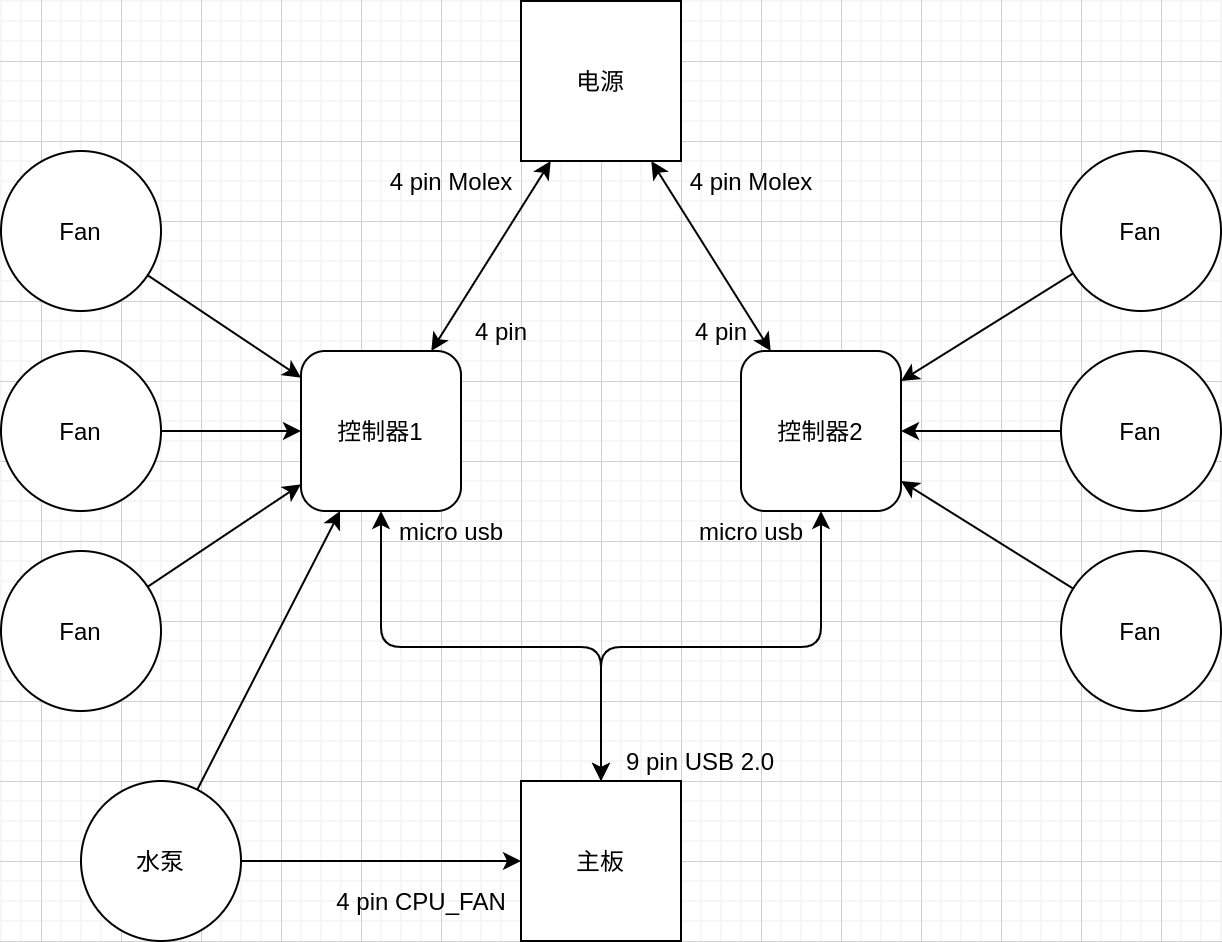 电源
4 pin Molex
4 pin Molex
Fan
Fan
4 pin
4 pin
Fan
控制器1
控制器2
Fan
micro usb
micro usb
Fan
Fan
9 pin USB 2.0
水泵
主板
4 pin CPU_FAN